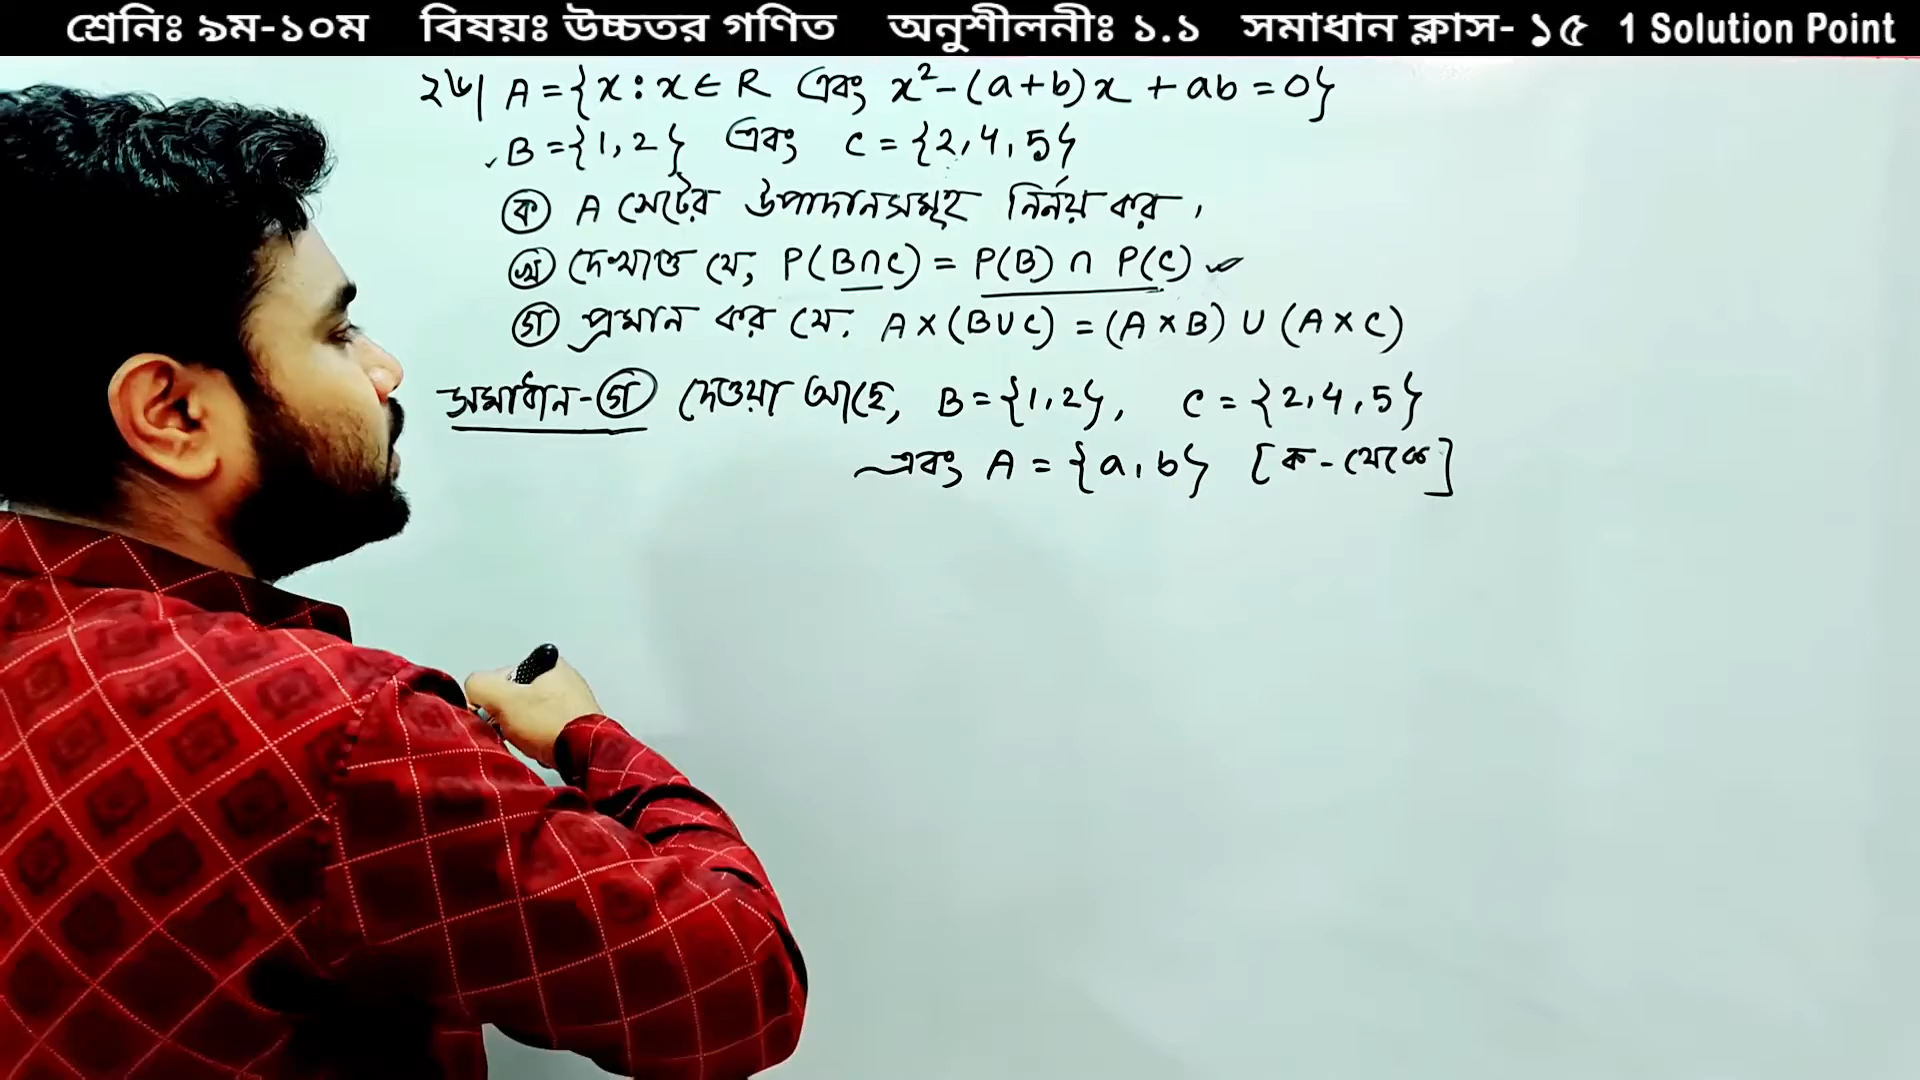 শ্রেনিঃ ৯ম-১০ম বিষয়ঃ উচ্চতর গণিত অনুশীলনীঃ ১.১ সমাধান ক্লাস- ১৫ 1 Solution Point
২৬| A = {x : x ∈ R এবং x² - (a+b)x + ab = 0}
B = {1, 2} এবং C = {2, 4, 5}
(ক) A সেটের উপাদানসমূহ নির্নয় কর ,
(খ) দেখাও যে, P(B∩C) = P(B) ∩ P(C)
(গ) প্রমান কর যে. A × (B∪C) = (A × B) ∪ (A × C)
সমাধান-(গ) দেওয়া আছে, B = {1, 2}, C = {2, 4, 5}
এবং A = {a, b} [ক - থেকে]